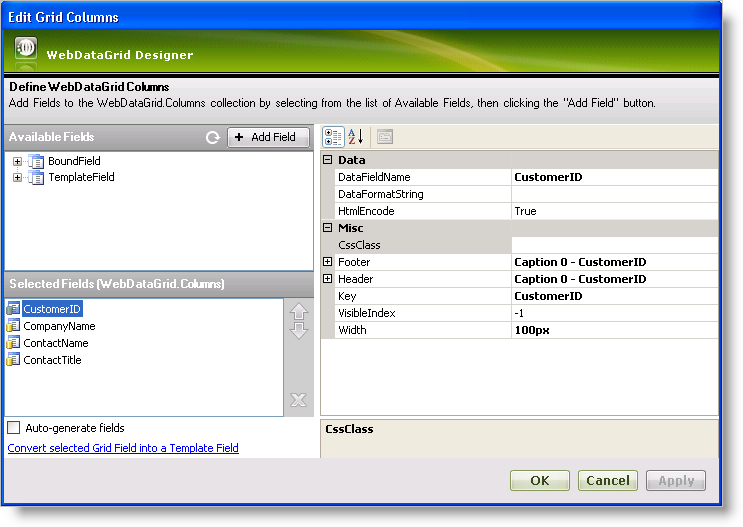 Edit Grid Columns
WebDataGrid Designer
Define WebDataGrid Columns
Add Fields to the WebDataGrid.Columns collection by selecting from the list of Available Fields, then clicking the "Add Field" button.
Available Fields
+ Add Field
BoundField
TemplateField
Selected Fields (WebDataGrid.Columns)
CustomerID
CompanyName
ContactName
ContactTitle
Auto-generate fields
Convert selected Grid Field into a Template Field
Data
DataFieldName CustomerID
DataFormatString
HtmlEncode True
Misc
CssClass
Footer Caption 0 - CustomerID
Header Caption 0 - CustomerID
Key CustomerID
VisibleIndex -1
Width 100px
CssClass
OK Cancel Apply